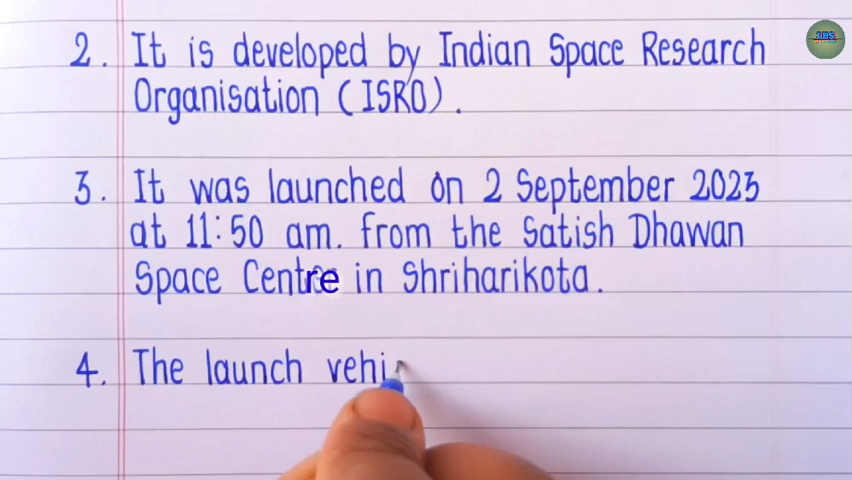 2. It is developed by Indian Space Research
Organisation (ISRO).
3. It was launched on 2 September 2023
at 11:50 am. from the Satish Dhawan
Space Centre in Shriharikota.
4. The launch vehi